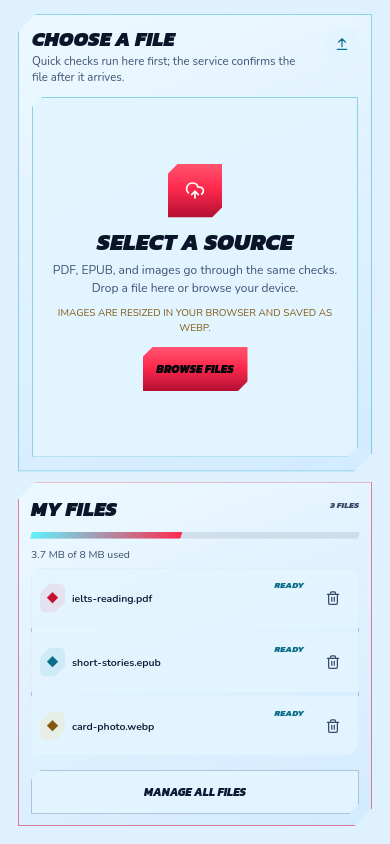 CHOOSE A FILE
Quick checks run here first; the service confirms the
file after it arrives.
SELECT A SOURCE
PDF, EPUB, and images go through the same checks.
Drop a file here or browse your device.
IMAGES ARE RESIZED IN YOUR BROWSER AND SAVED AS
WEBP.
BROWSE FILES
MY FILES
3 FILES
3.7 MB of 8 MB used
READY
ielts-reading.pdf
READY
short-stories.epub
READY
card-photo.webp
MANAGE ALL FILES